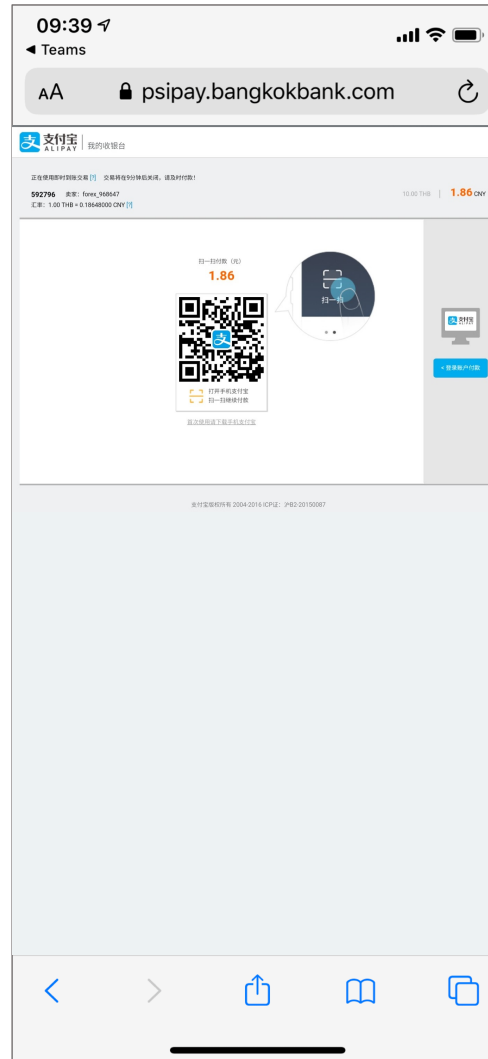 09:39
◀ Teams
AA psipay.bangkokbank.com
支 支付宝 ALIPAY | 我的收银台
正在使用即时到账交易 [?] 交易将在9分钟后关闭，请及时付款！
592796 卖家：forex_968647
10.00 THB | 1.86 CNY
汇率：1.00 THB = 0.18648000 CNY [?]
扫一扫付款（元）
1.86
扫一扫
支
支 支付宝
< 登录账户付款
打开手机支付宝
扫一扫继续付款
首次使用请下载手机支付宝
支付宝版权所有 2004-2016 ICP证：沪B2-20150087